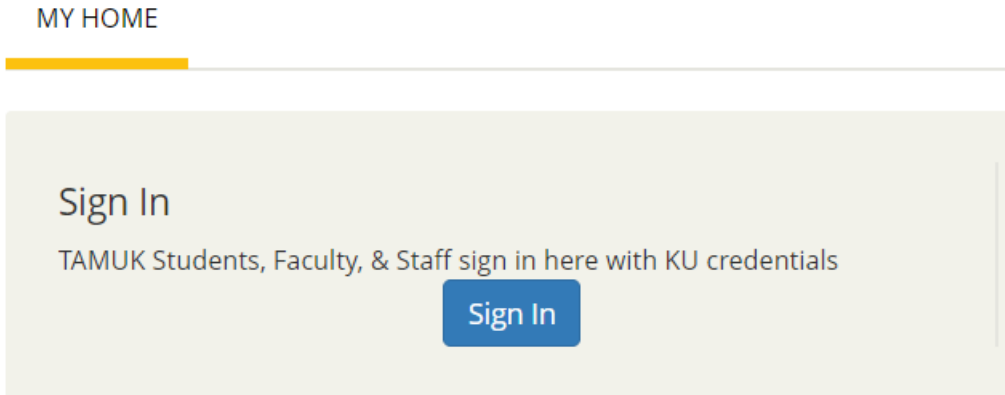 MY HOME
Sign In
TAMUK Students, Faculty, & Staff sign in here with KU credentials
Sign In